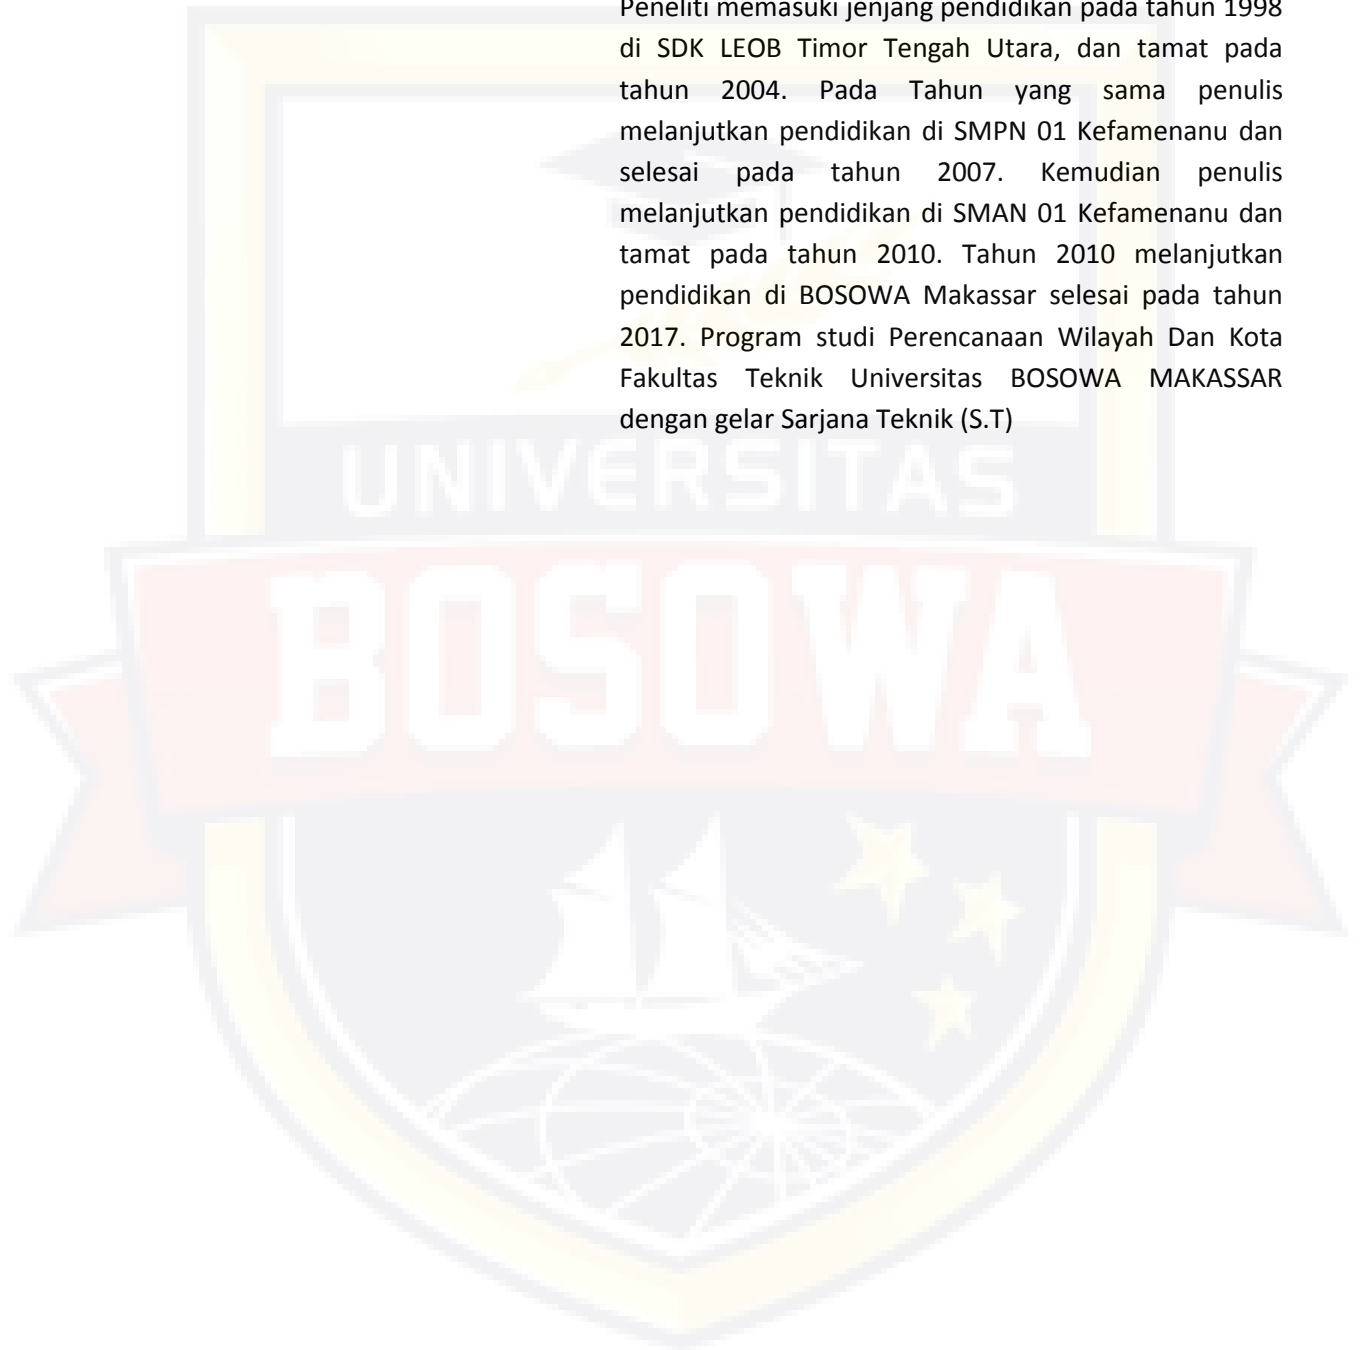 Peneliti memasuki jenjang pendidikan pada tahun 1998
di SDK LEOB Timor Tengah Utara, dan tamat pada
tahun 2004. Pada Tahun yang sama penulis
melanjutkan pendidikan di SMPN 01 Kefamenanu dan
selesai pada tahun 2007. Kemudian penulis
melanjutkan pendidikan di SMAN 01 Kefamenanu dan
tamat pada tahun 2010. Tahun 2010 melanjutkan
pendidikan di BOSOWA Makassar selesai pada tahun
2017. Program studi Perencanaan Wilayah Dan Kota
Fakultas Teknik Universitas BOSOWA MAKASSAR
dengan gelar Sarjana Teknik (S.T)
UNIVERSITAS
BOSOWA